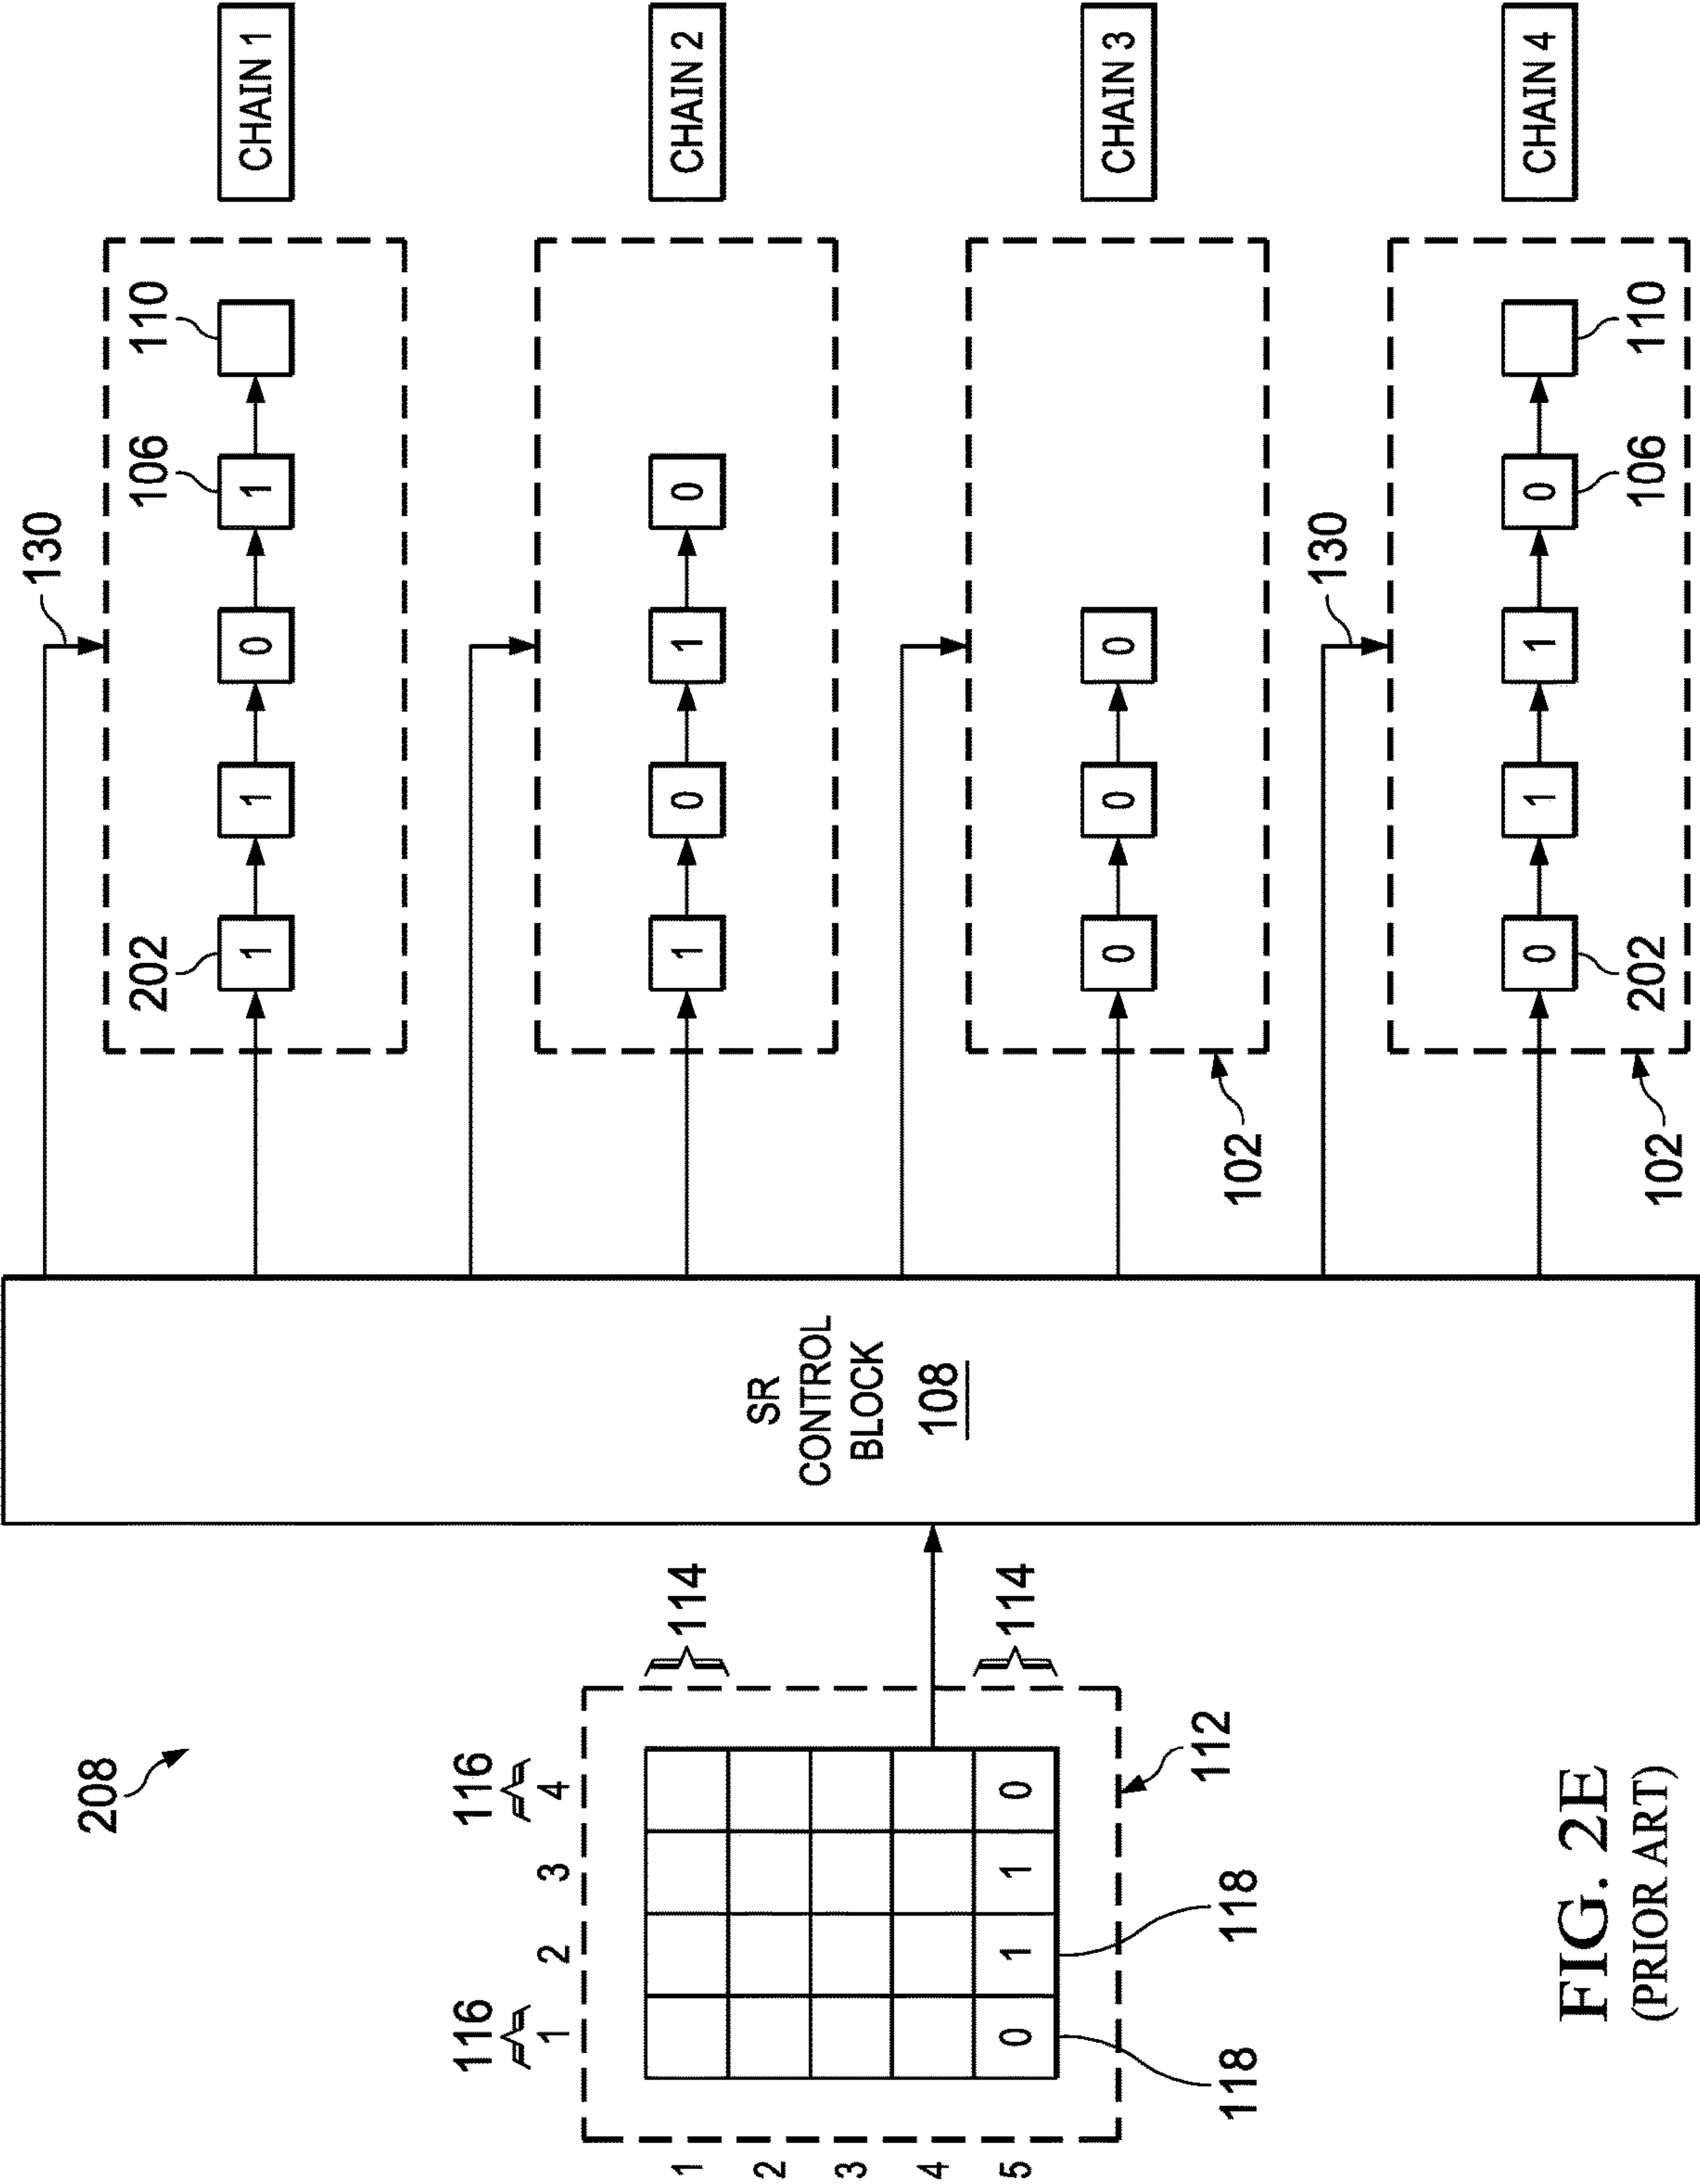 208
130
202 106 110
1 1 0 1
CHAIN 1
116 116
1 2 3 4
1
2
3
4
5
0 1 1 0
114
114
118 118
112
SR
CONTROL
BLOCK
108
1 0 1 0
CHAIN 2
0 0 0
CHAIN 3
102
130
0 1 1 0
CHAIN 4
202 106 110
102
FIG. 2E
(PRIOR ART)